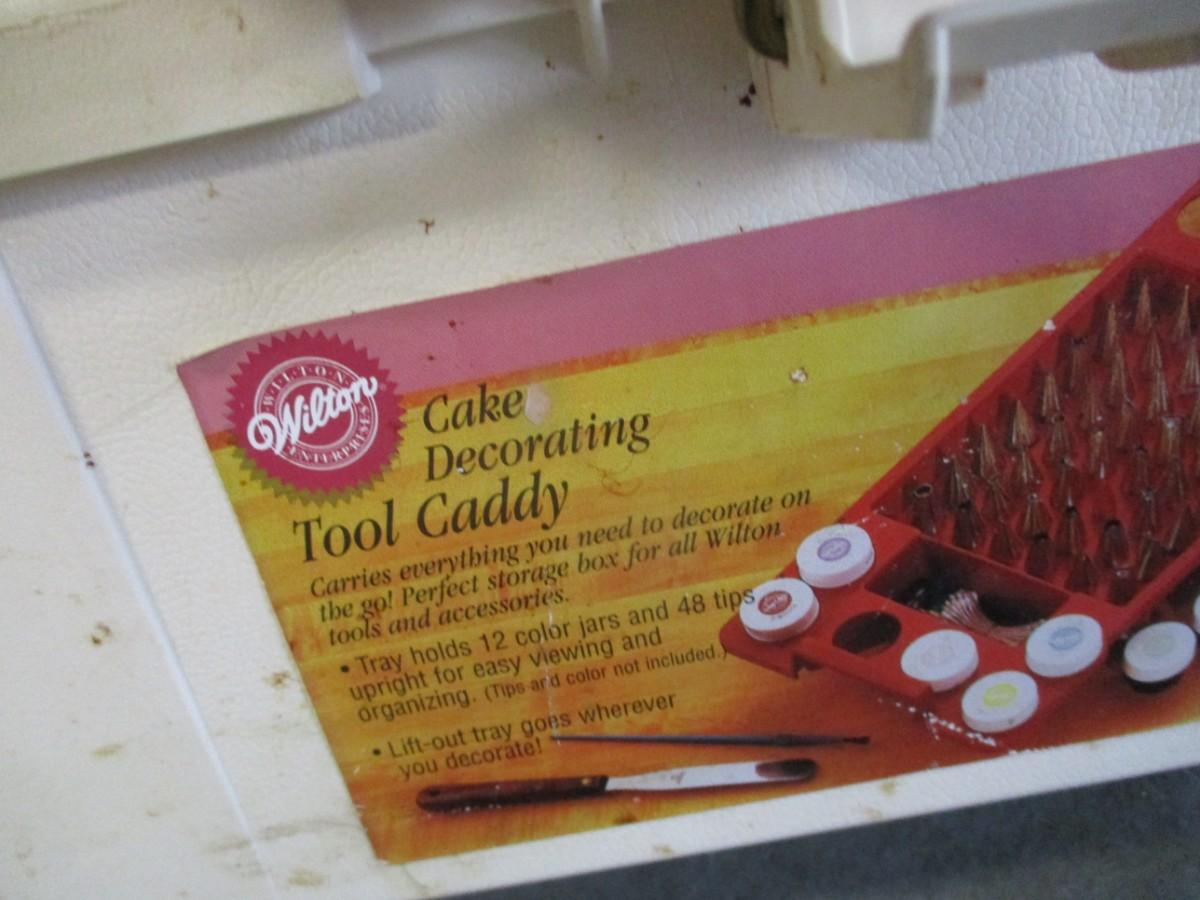 WILTON
Wilton
ENTERPRISES
Cake
Decorating
Tool Caddy
Carries everything you need to decorate on
the go! Perfect storage box for all Wilton
tools and accessories.
• Tray holds 12 color jars and 48 tips
upright for easy viewing and
organizing. (Tips and color not included.)
• Lift-out tray goes wherever
you decorate!